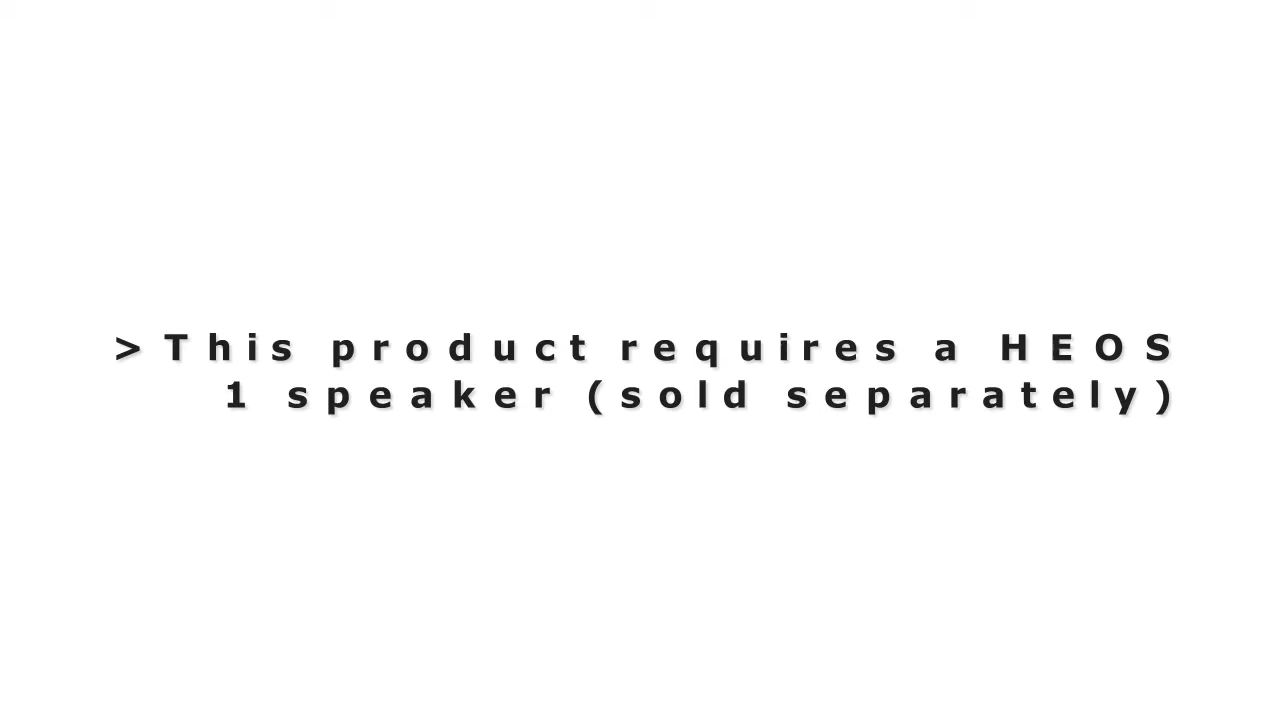 > This product requires a HEOS
1 speaker (sold separately)